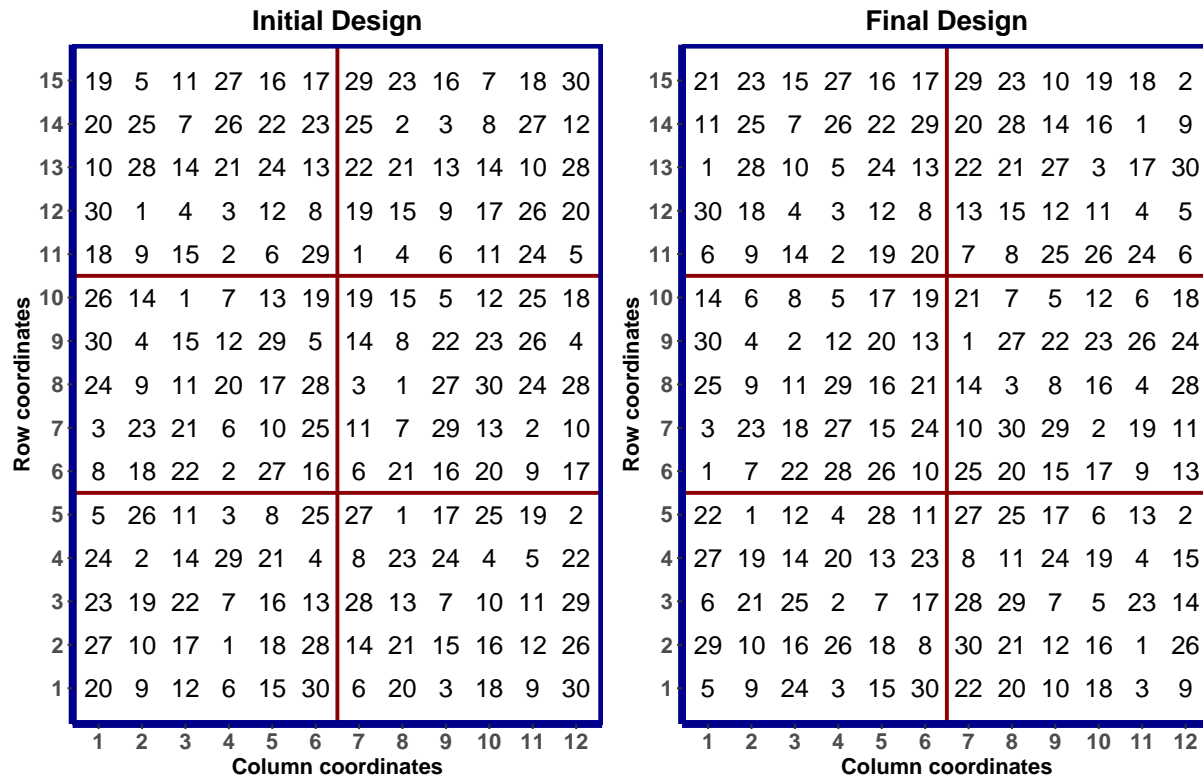 Initial Design
15 19 5 11 27 16 17 29 23 16 7 18 30
14 20 25 7 26 22 23 25 2 3 8 27 12
13 10 28 14 21 24 13 22 21 13 14 10 28
12 30 1 4 3 12 8 19 15 9 17 26 20
11 18 9 15 2 6 29 1 4 6 11 24 5
10 26 14 1 7 13 19 19 15 5 12 25 18
9 30 4 15 12 29 5 14 8 22 23 26 4
8 24 9 11 20 17 28 3 1 27 30 24 28
7 3 23 21 6 10 25 11 7 29 13 2 10
6 8 18 22 2 27 16 6 21 16 20 9 17
5 5 26 11 3 8 25 27 1 17 25 19 2
4 24 2 14 29 21 4 8 23 24 4 5 22
3 23 19 22 7 16 13 28 13 7 10 11 29
2 27 10 17 1 18 28 14 21 15 16 12 26
1 20 9 12 6 15 30 6 20 3 18 9 30
1 2 3 4 5 6 7 8 9 10 11 12
Column coordinates
Row coordinates
Final Design
15 21 23 15 27 16 17 29 23 10 19 18 2
14 11 25 7 26 22 29 20 28 14 16 1 9
13 1 28 10 5 24 13 22 21 27 3 17 30
12 30 18 4 3 12 8 13 15 12 11 4 5
11 6 9 14 2 19 20 7 8 25 26 24 6
10 14 6 8 5 17 19 21 7 5 12 6 18
9 30 4 2 12 20 13 1 27 22 23 26 24
8 25 9 11 29 16 21 14 3 8 16 4 28
7 3 23 18 27 15 24 10 30 29 2 19 11
6 1 7 22 28 26 10 25 20 15 17 9 13
5 22 1 12 4 28 11 27 25 17 6 13 2
4 27 19 14 20 13 23 8 11 24 19 4 15
3 6 21 25 2 7 17 28 29 7 5 23 14
2 29 10 16 26 18 8 30 21 12 16 1 26
1 5 9 24 3 15 30 22 20 10 18 3 9
1 2 3 4 5 6 7 8 9 10 11 12
Column coordinates
Row coordinates